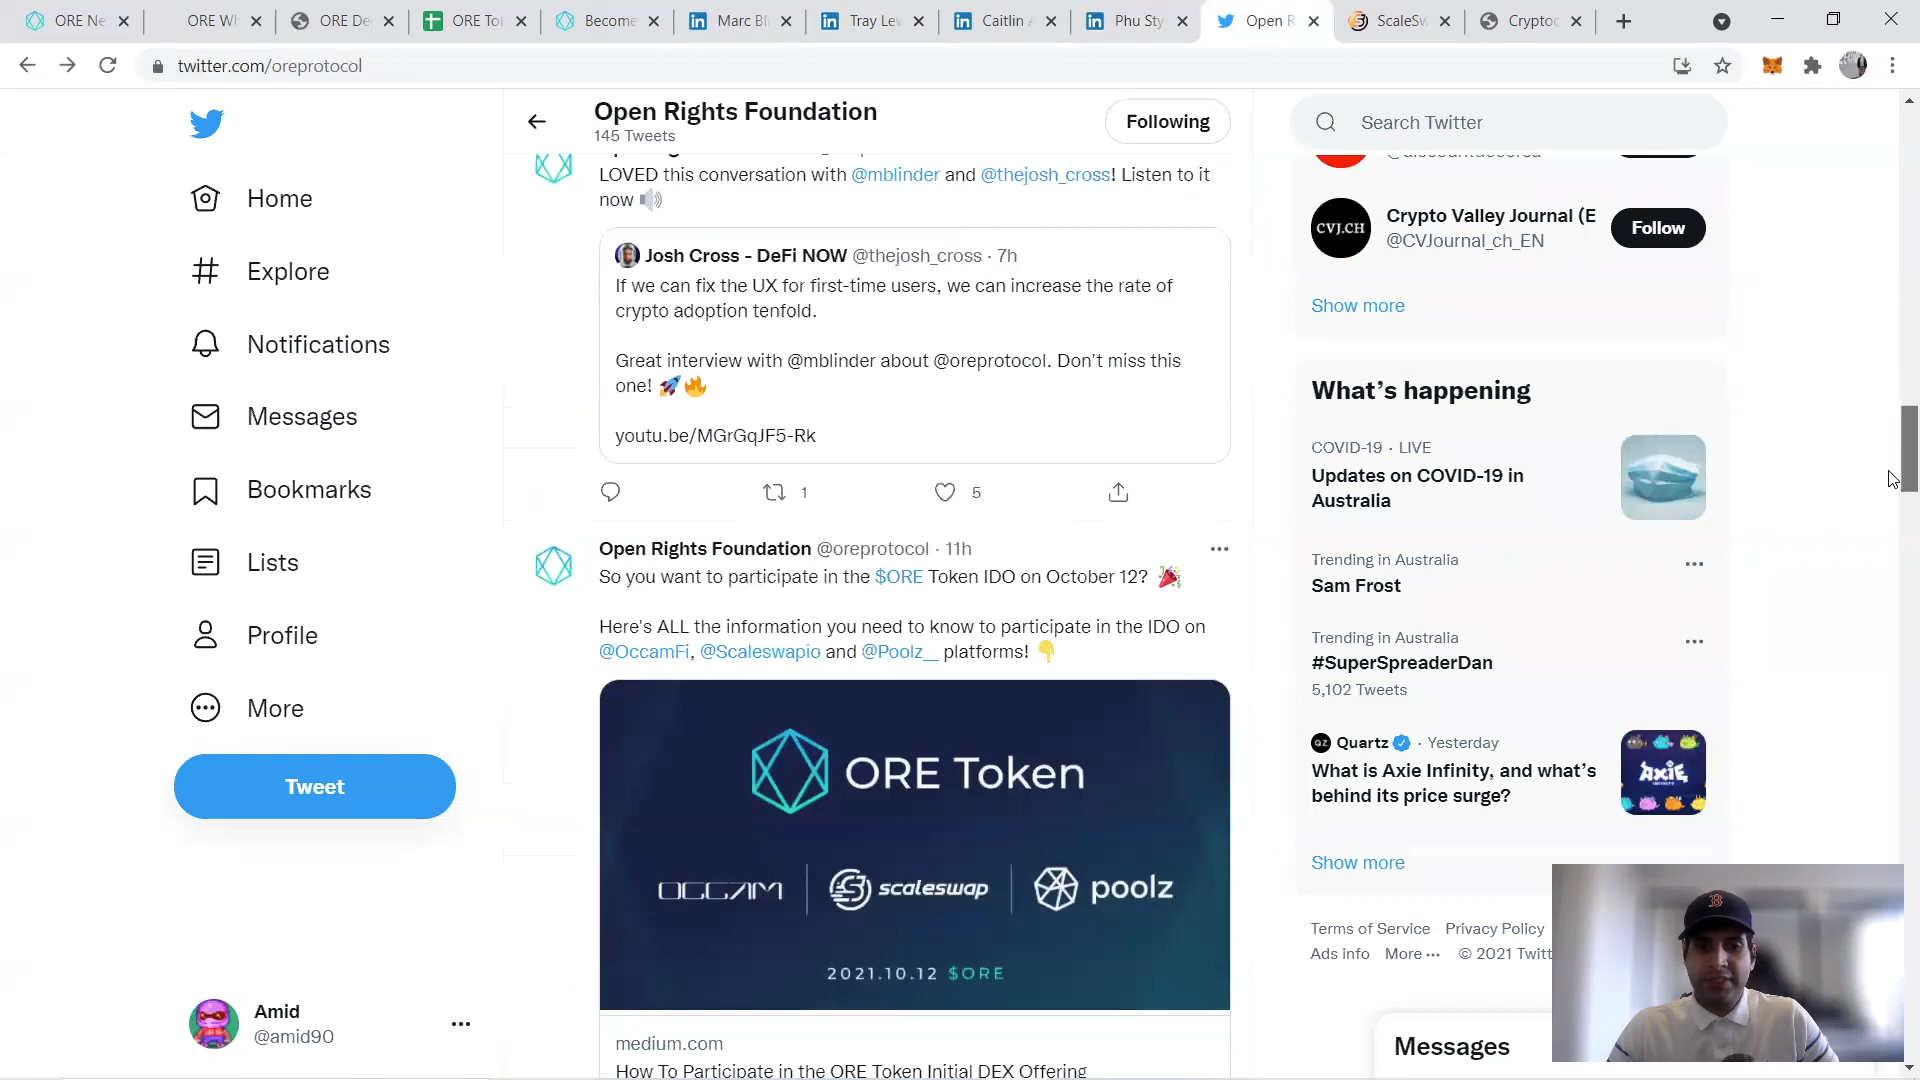 ORE Ne
ORE Wh
ORE De
ORE To
Become
Marc Bl
Tray Le
Caitlin
Phu Sty
Open R
ScaleSw
Cryptoc
twitter.com/oreprotocol
Home
Explore
Notifications
Messages
Bookmarks
Lists
Profile
More
Tweet
Amid
@amid90
Open Rights Foundation
145 Tweets
Following
LOVED this conversation with @mblinder and @thejosh_cross! Listen to it
now 🔊
Josh Cross - DeFi NOW @thejosh_cross · 7h
If we can fix the UX for first-time users, we can increase the rate of
crypto adoption tenfold.
Great interview with @mblinder about @oreprotocol. Don't miss this
one! 🚀🔥
youtu.be/MGrGqJF5-Rk
1
5
Open Rights Foundation @oreprotocol · 11h
So you want to participate in the $ORE Token IDO on October 12? 🎉
Here's ALL the information you need to know to participate in the IDO on
@OccamFi, @Scaleswapio and @Poolz__ platforms! 👇
ORE Token
OCCAM
scaleswap
poolz
2021.10.12 $ORE
medium.com
How To Participate in the ORE Token Initial DEX Offering
Search Twitter
CVJ.CH
Crypto Valley Journal (E
@CVJournal_ch_EN
Follow
Show more
What's happening
COVID-19 · LIVE
Updates on COVID-19 in
Australia
Trending in Australia
Sam Frost
Trending in Australia
#SuperSpreaderDan
5,102 Tweets
QZ Quartz · Yesterday
What is Axie Infinity, and what's
behind its price surge?
AXIE
INFINITY
Show more
Terms of Service Privacy Policy
Ads info More ··· © 2021 Twitt
B
Messages